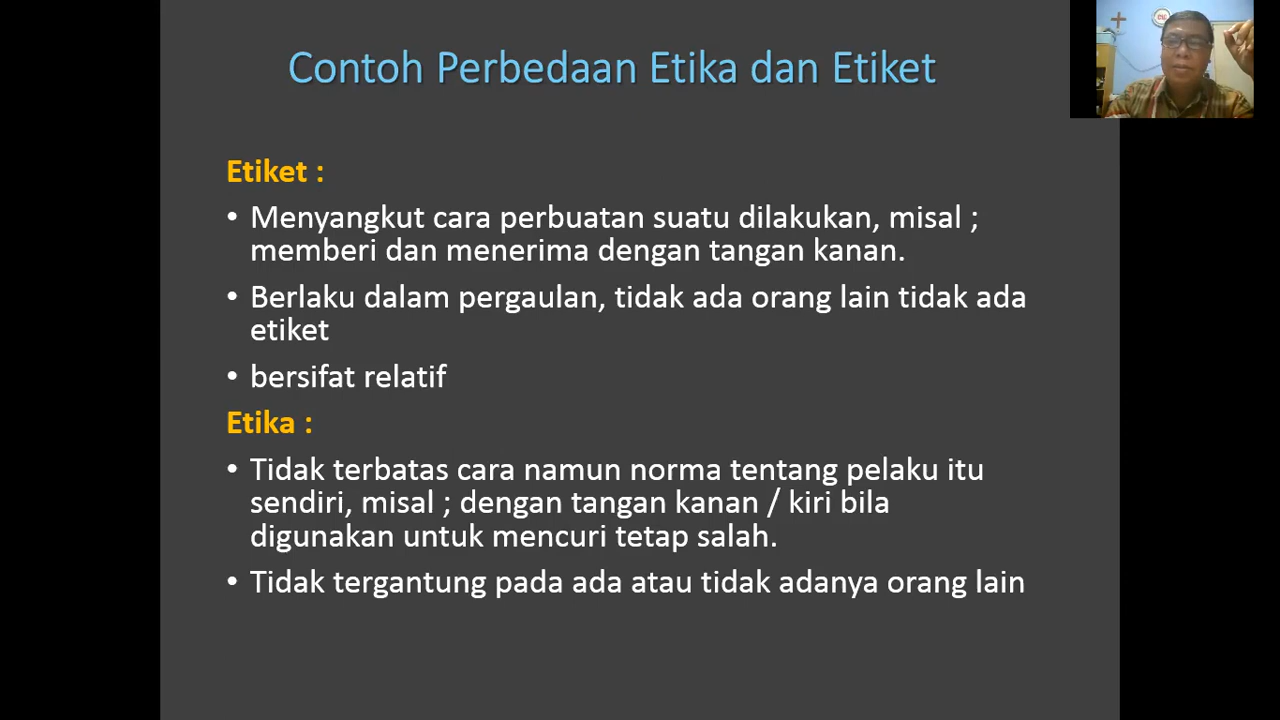 Contoh Perbedaan Etika dan Etiket
Etiket :
• Menyangkut cara perbuatan suatu dilakukan, misal ;
memberi dan menerima dengan tangan kanan.
• Berlaku dalam pergaulan, tidak ada orang lain tidak ada
etiket
• bersifat relatif
Etika :
• Tidak terbatas cara namun norma tentang pelaku itu
sendiri, misal ; dengan tangan kanan / kiri bila
digunakan untuk mencuri tetap salah.
• Tidak tergantung pada ada atau tidak adanya orang lain